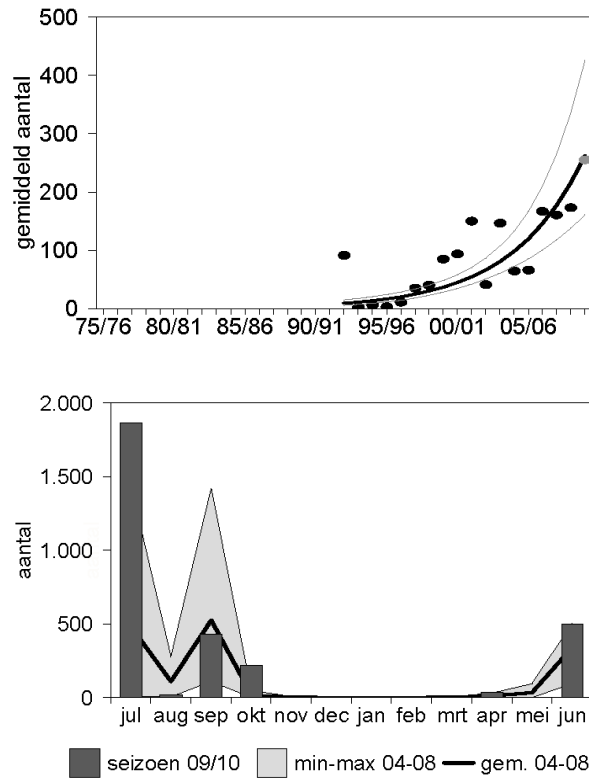 500
400
300
200
100
0
gemiddeld aantal
75/76 80/81 85/86 90/91 95/96 00/01 05/06
2.000
1.500
1.000
500
0
aantal
jul aug sep okt nov dec jan feb mrt apr mei jun
seizoen 09/10 min-max 04-08 gem. 04-08